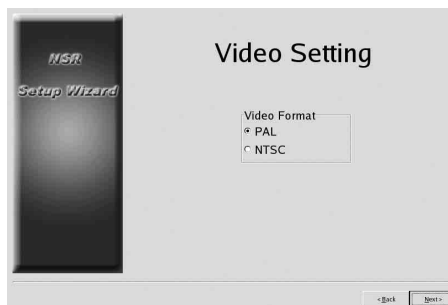 NSR
Setup Wizard
Video Setting
Video Format
PAL
NTSC
< Back
Next >